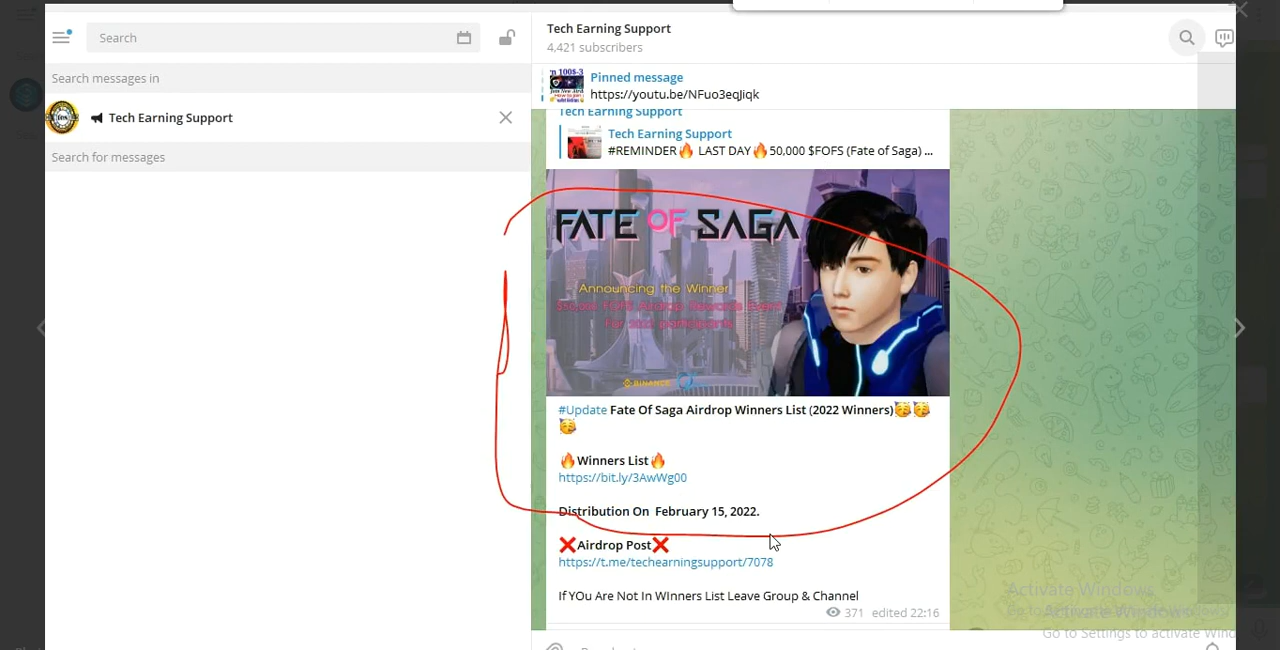 Search
Search messages in
Tech Earning Support
Search for messages
Tech Earning Support
4,421 subscribers
Pinned message
https://youtu.be/NFuo3eqJiqk
Tech Earning Support
Tech Earning Support
#REMINDER🔥 LAST DAY🔥50,000 $FOFS (Fate of Saga) ...
FATE OF SAGA
Announcing the Winner
BINANCE
#Update Fate Of Saga Airdrop Winners List (2022 Winners)🥳🥳
🥳
🔥Winners List🔥
https://bit.ly/3AwWg00
Distribution On February 15, 2022.
❌Airdrop Post❌
https://t.me/techearningsupport/7078
If YOu Are Not In WInners List Leave Group & Channel
371 edited 22:16
Activate Windows
Activate Windows
Go to Settings to activate Wind